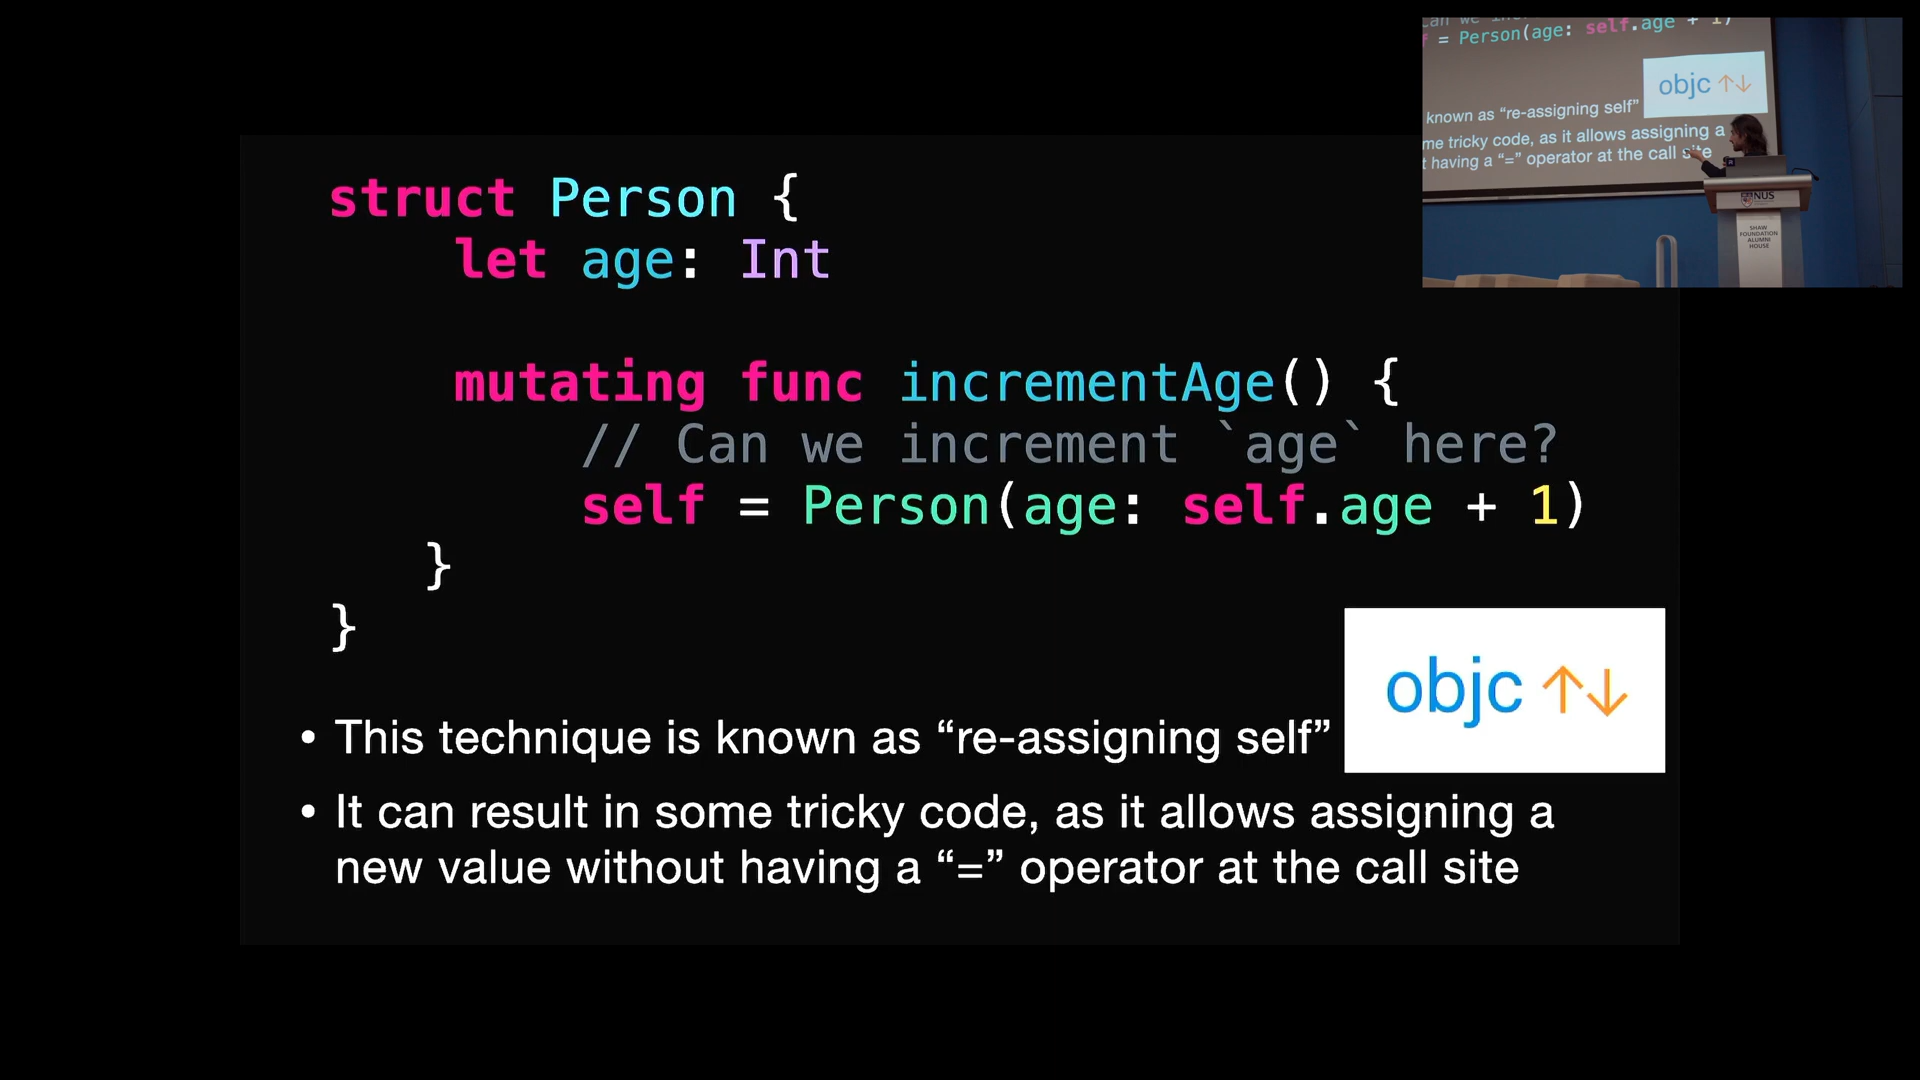 struct Person {
let age: Int
mutating func incrementAge() {
// Can we increment `age` here?
self = Person(age: self.age + 1)
}
}
objc ↑↓
• This technique is known as “re-assigning self”
• It can result in some tricky code, as it allows assigning a
new value without having a “=” operator at the call site
= Person(age: self.age + 1)
objc ↑↓
known as “re-assigning self”
me tricky code, as it allows assigning a
t having a “=” operator at the call site
NUS
SHAW
FOUNDATION
ALUMNI
HOUSE